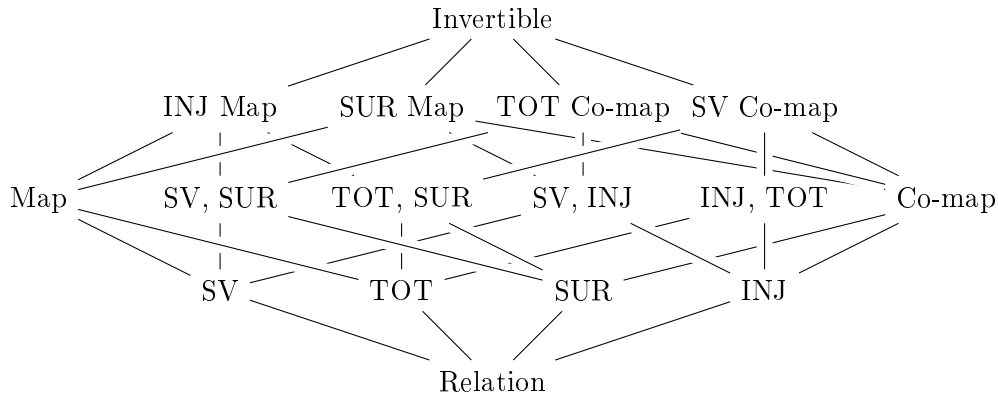 Invertible
INJ Map SUR Map TOT Co-map SV Co-map
Map SV, SUR TOT, SUR SV, INJ INJ, TOT Co-map
SV TOT SUR INJ
Relation